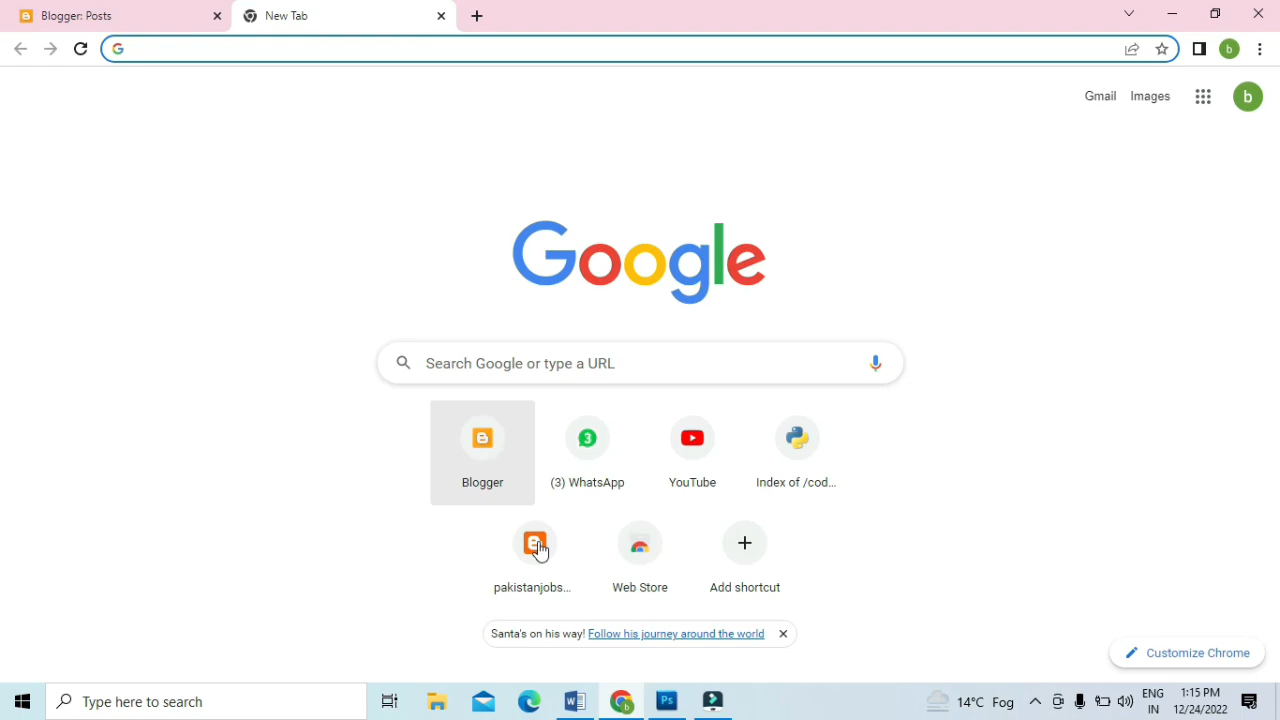 Blogger: Posts
New Tab
Gmail Images
b
b
Google
Search Google or type a URL
3
Blogger
(3) WhatsApp
YouTube
Index of /cod...
pakistanjobs...
Web Store
Add shortcut
Santa's on his way! Follow his journey around the world
Customize Chrome
Type here to search
W
b
Ps
14°C Fog
ENG
IN
1:15 PM
12/24/2022